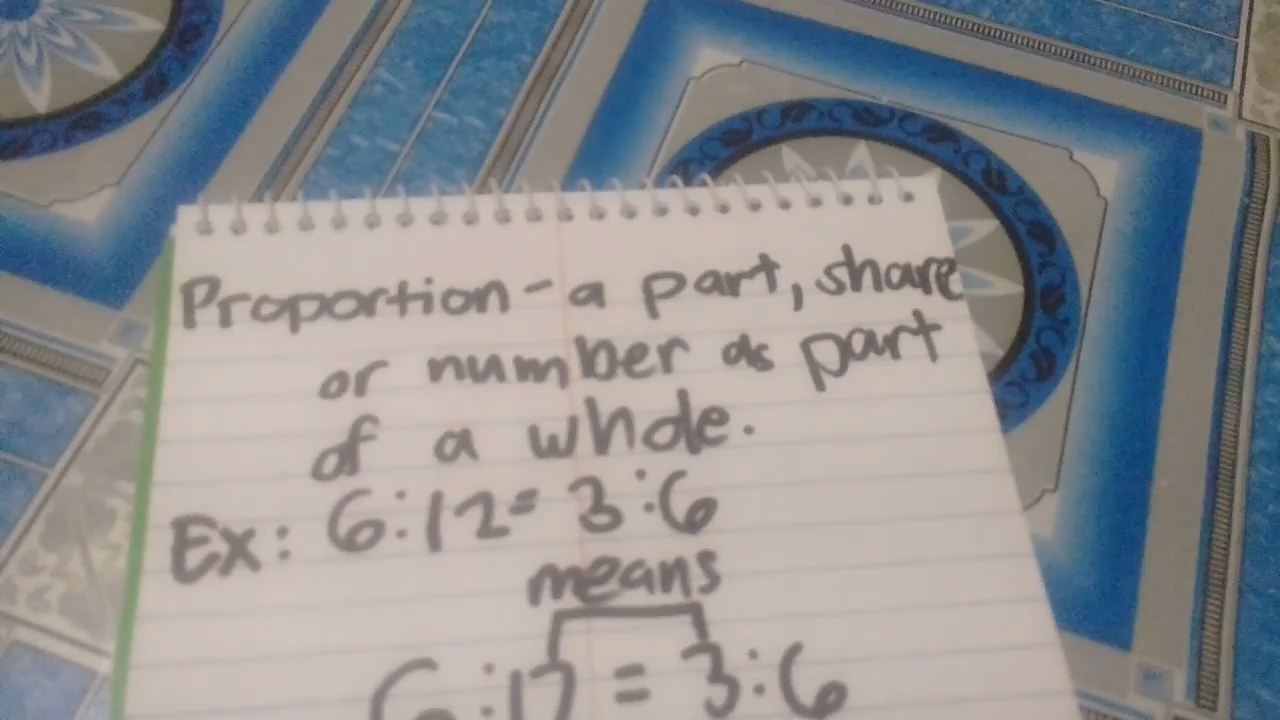 Proportion - a part, share
or number as part
of a whole.
Ex: 6:12 = 3:6
means
6:12 = 3:6